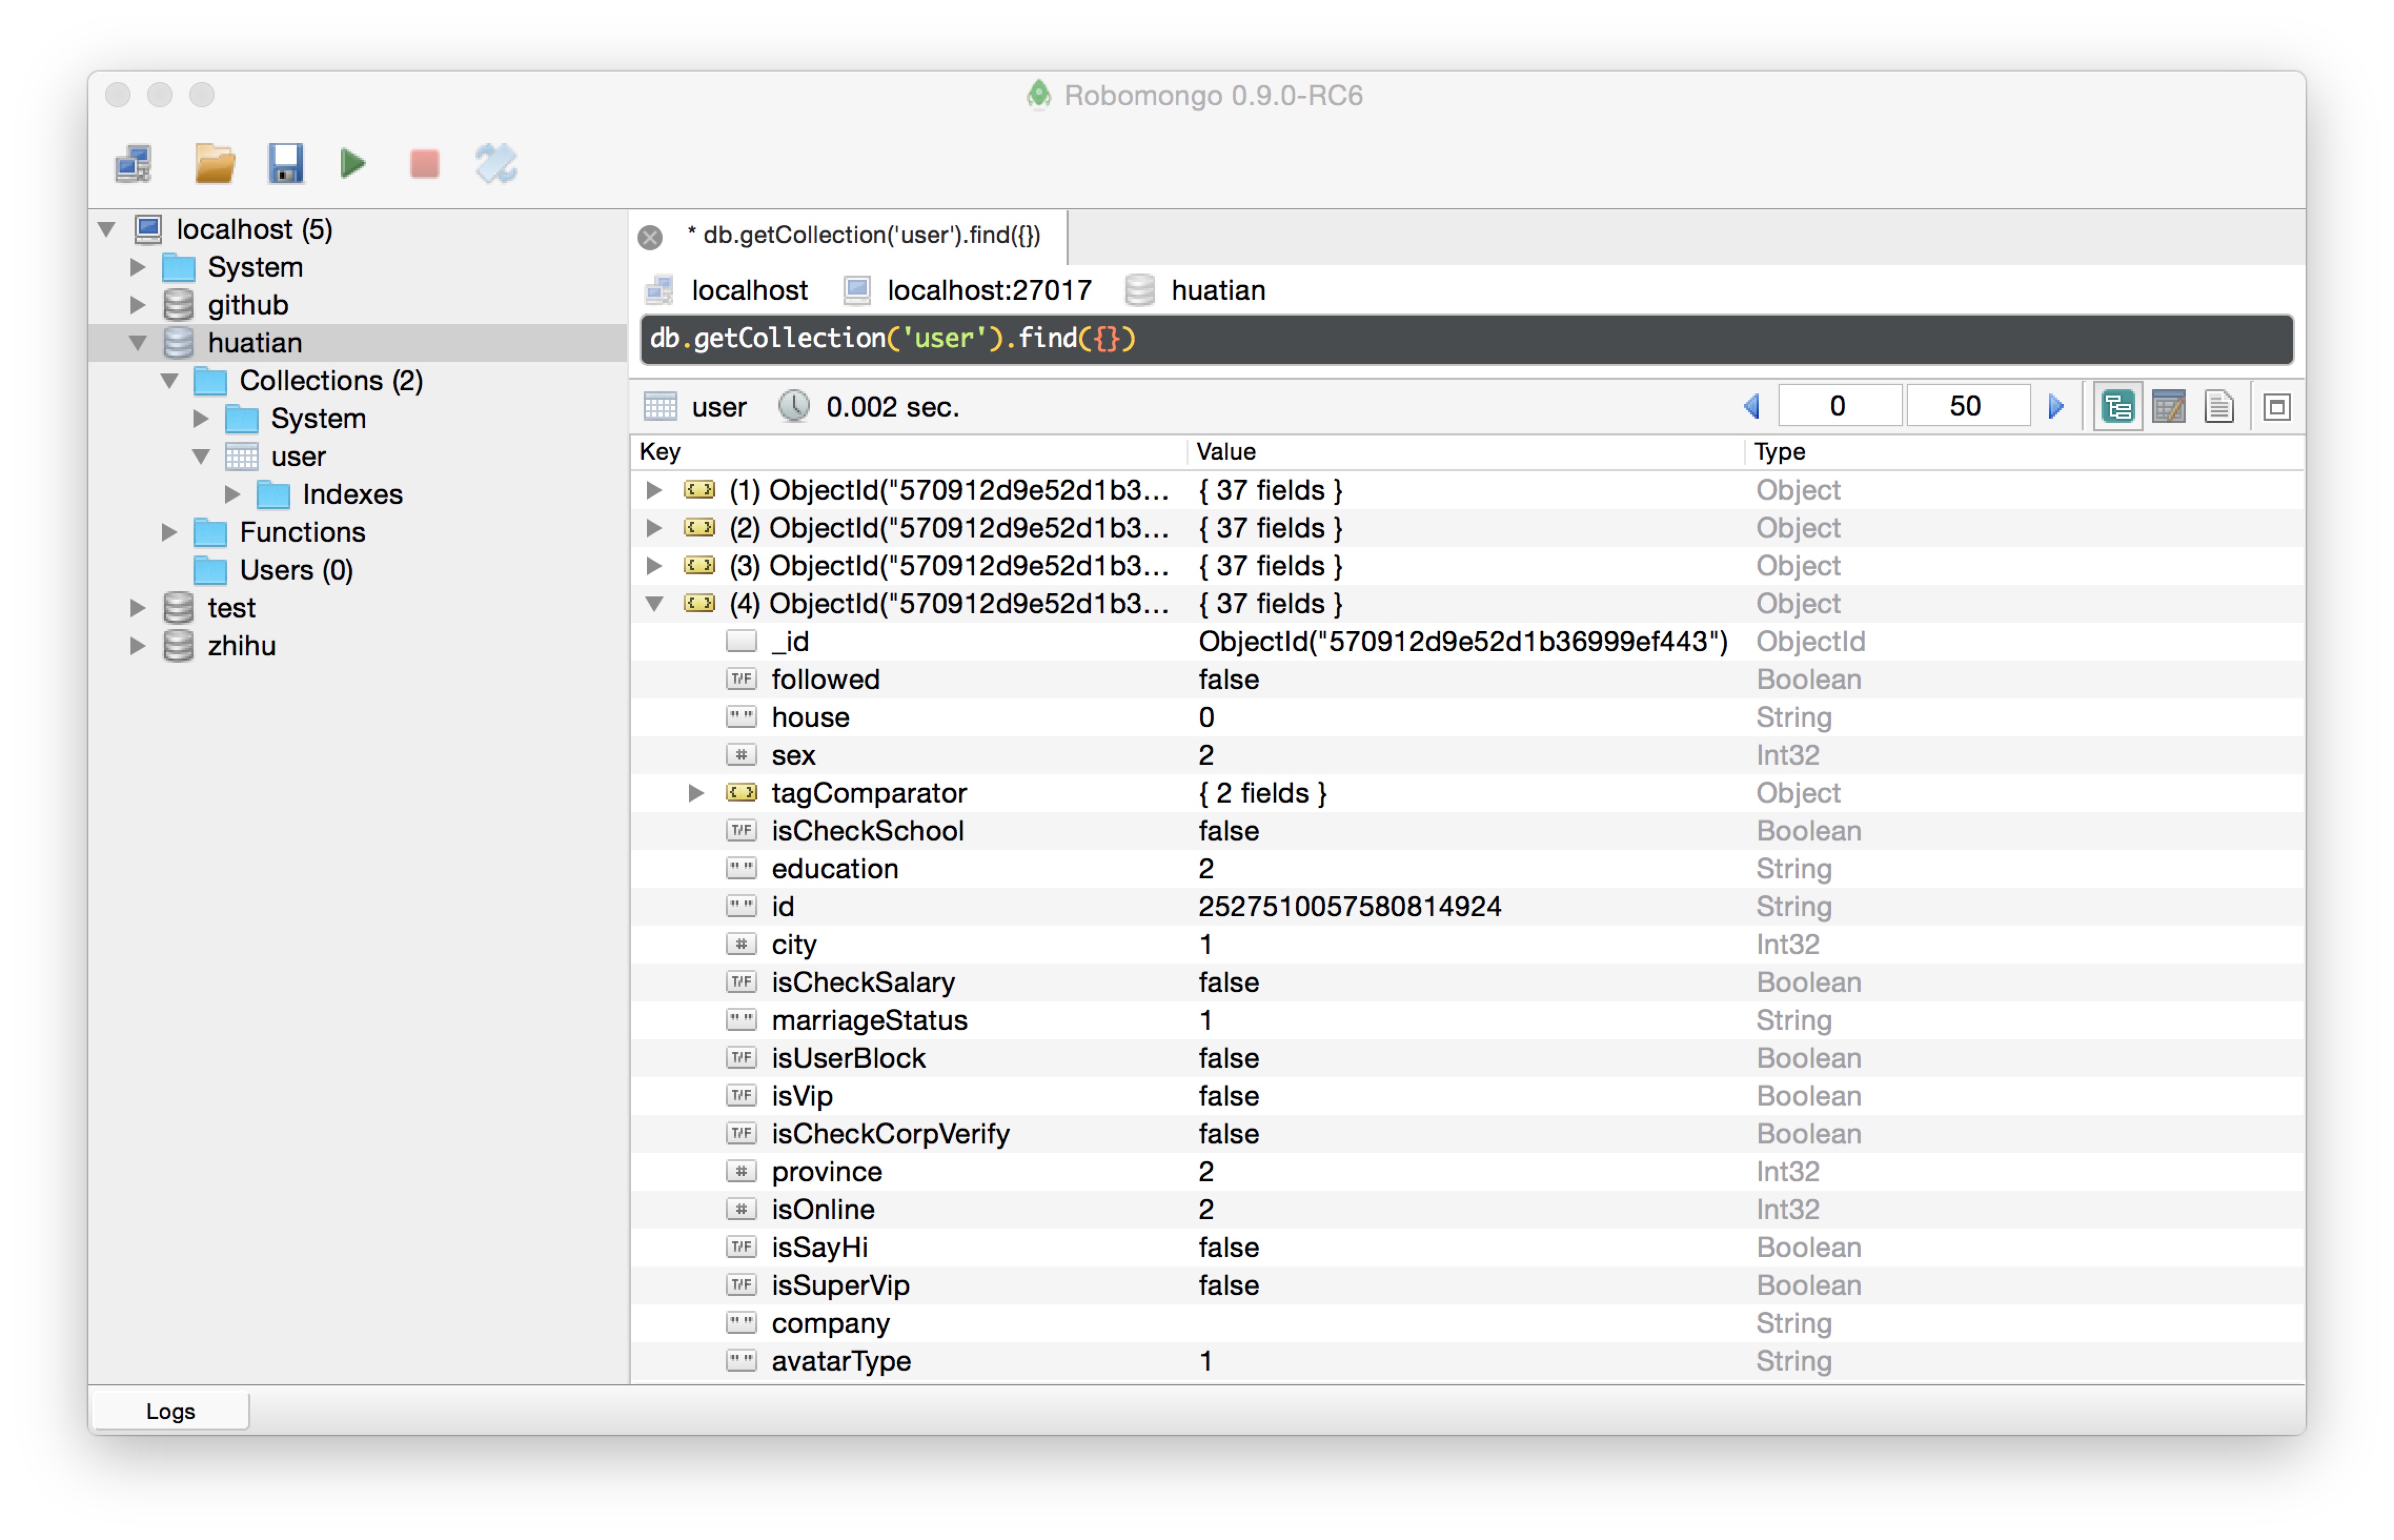 Robomongo 0.9.0-RC6
localhost (5)
System
github
huatian
Collections (2)
System
user
Indexes
Functions
Users (0)
test
zhihu
* db.getCollection('user').find({})
localhost localhost:27017 huatian
db.getCollection('user').find({})
user 0.002 sec. 0 50
Key Value Type
(1) ObjectId("570912d9e52d1b3... { 37 fields } Object
(2) ObjectId("570912d9e52d1b3... { 37 fields } Object
(3) ObjectId("570912d9e52d1b3... { 37 fields } Object
(4) ObjectId("570912d9e52d1b3... { 37 fields } Object
_id ObjectId("570912d9e52d1b36999ef443") ObjectId
T/F followed false Boolean
"" house 0 String
# sex 2 Int32
tagComparator { 2 fields } Object
T/F isCheckSchool false Boolean
"" education 2 String
"" id 2527510057580814924 String
# city 1 Int32
T/F isCheckSalary false Boolean
"" marriageStatus 1 String
T/F isUserBlock false Boolean
T/F isVip false Boolean
T/F isCheckCorpVerify false Boolean
# province 2 Int32
# isOnline 2 Int32
T/F isSayHi false Boolean
T/F isSuperVip false Boolean
"" company String
"" avatarType 1 String
Logs